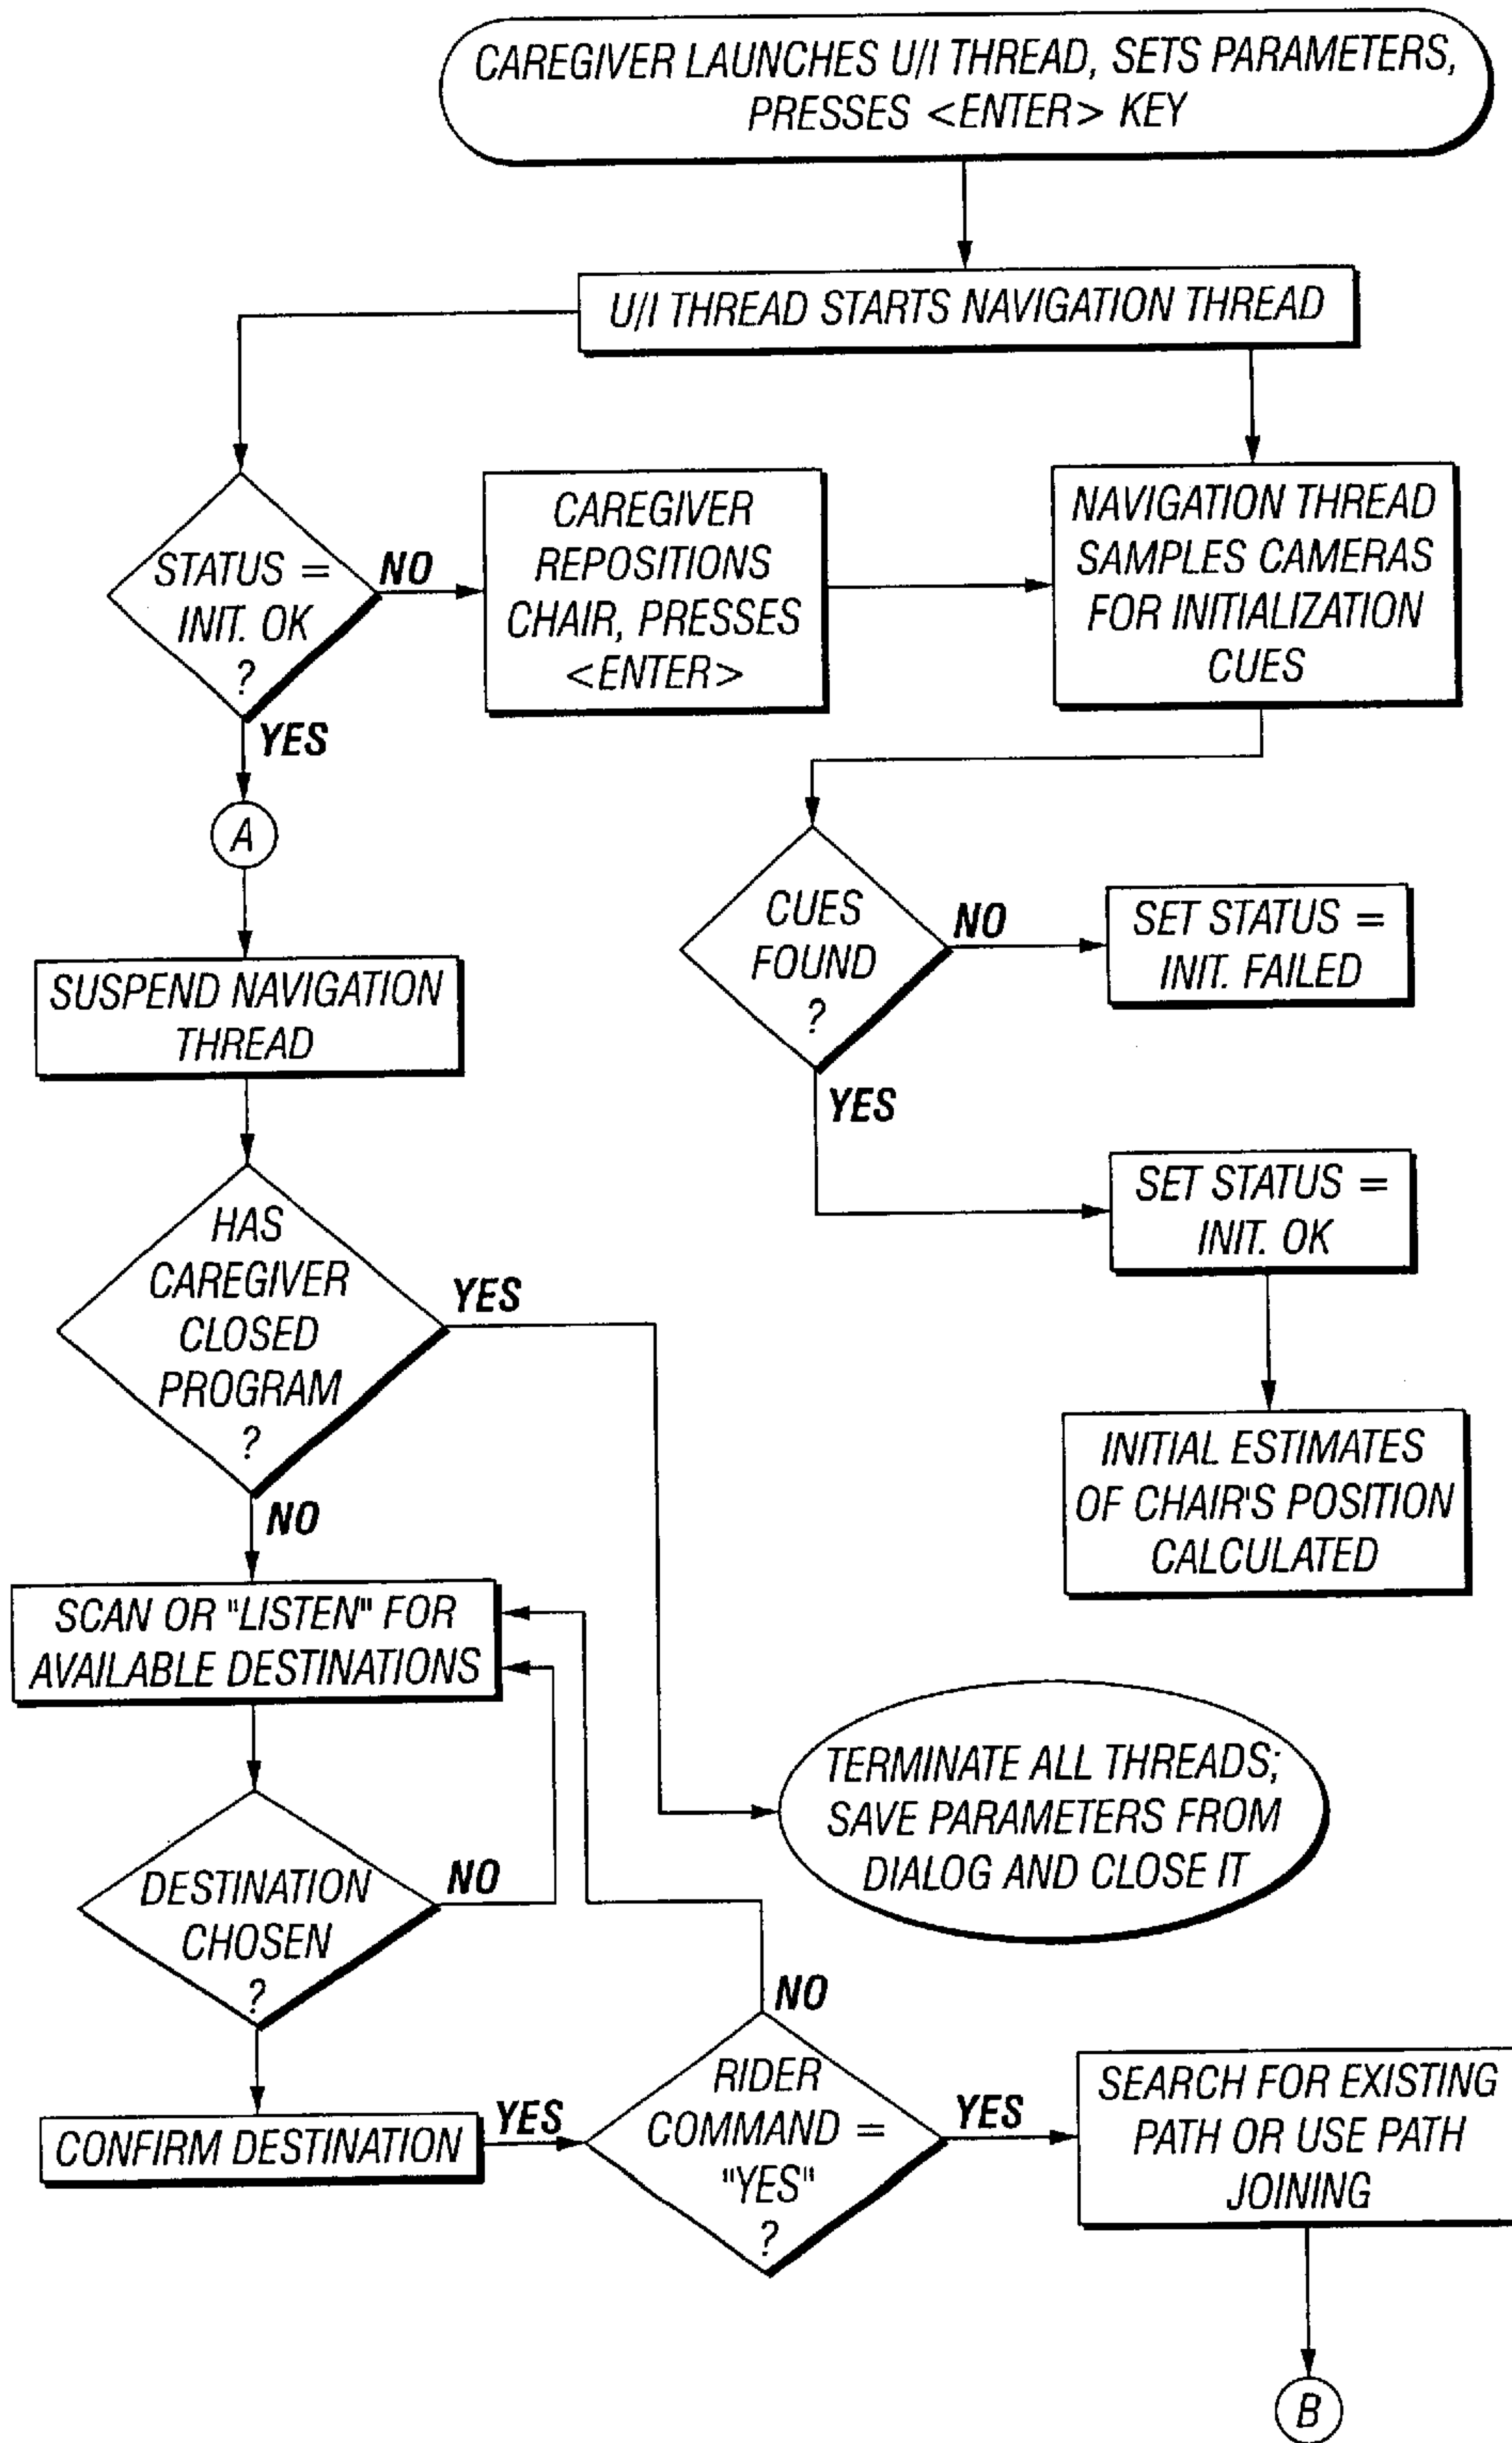 CAREGIVER LAUNCHES U/I THREAD, SETS PARAMETERS,
PRESSES <ENTER> KEY
U/I THREAD STARTS NAVIGATION THREAD
STATUS =
INIT. OK
?
NO
YES
CAREGIVER
REPOSITIONS
CHAIR, PRESSES
<ENTER>
NAVIGATION THREAD
SAMPLES CAMERAS
FOR INITIALIZATION
CUES
A
CUES
FOUND
?
NO
YES
SET STATUS =
INIT. FAILED
SUSPEND NAVIGATION
THREAD
SET STATUS =
INIT. OK
HAS
CAREGIVER
CLOSED
PROGRAM
?
YES
NO
INITIAL ESTIMATES
OF CHAIR'S POSITION
CALCULATED
SCAN OR "LISTEN" FOR
AVAILABLE DESTINATIONS
TERMINATE ALL THREADS;
SAVE PARAMETERS FROM
DIALOG AND CLOSE IT
DESTINATION
CHOSEN
?
NO
CONFIRM DESTINATION
YES
RIDER
COMMAND =
"YES"
?
NO
YES
SEARCH FOR EXISTING
PATH OR USE PATH
JOINING
B